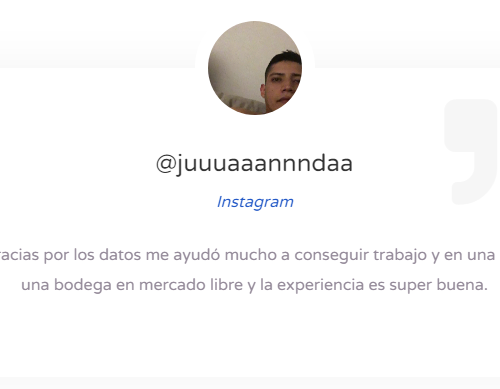 @juuuaaannndaa
Instagram
racias por los datos me ayudó mucho a conseguir trabajo y en una
una bodega en mercado libre y la experiencia es super buena.